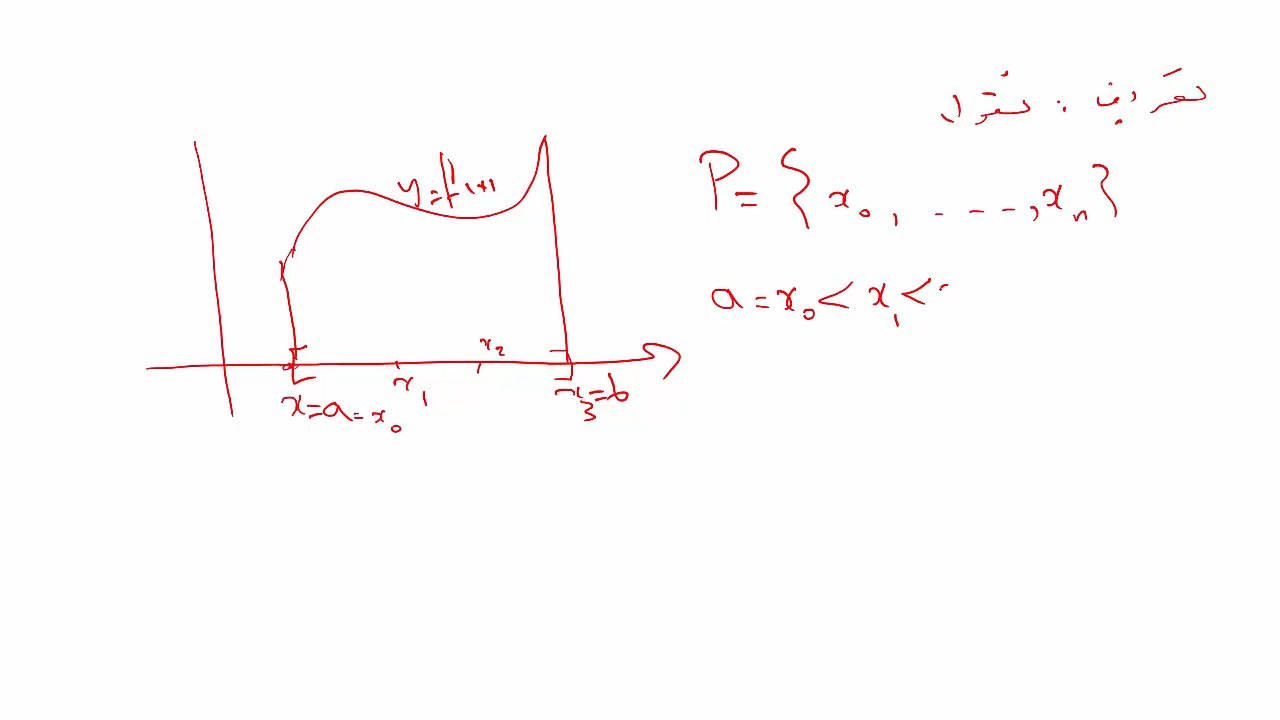 تعريف : نقول
P = { x₀ , - - - - , xₙ }
a = x₀ < x₁ <
y = f(x)
x₂
x₁
x₃ = b
x = a = x₀